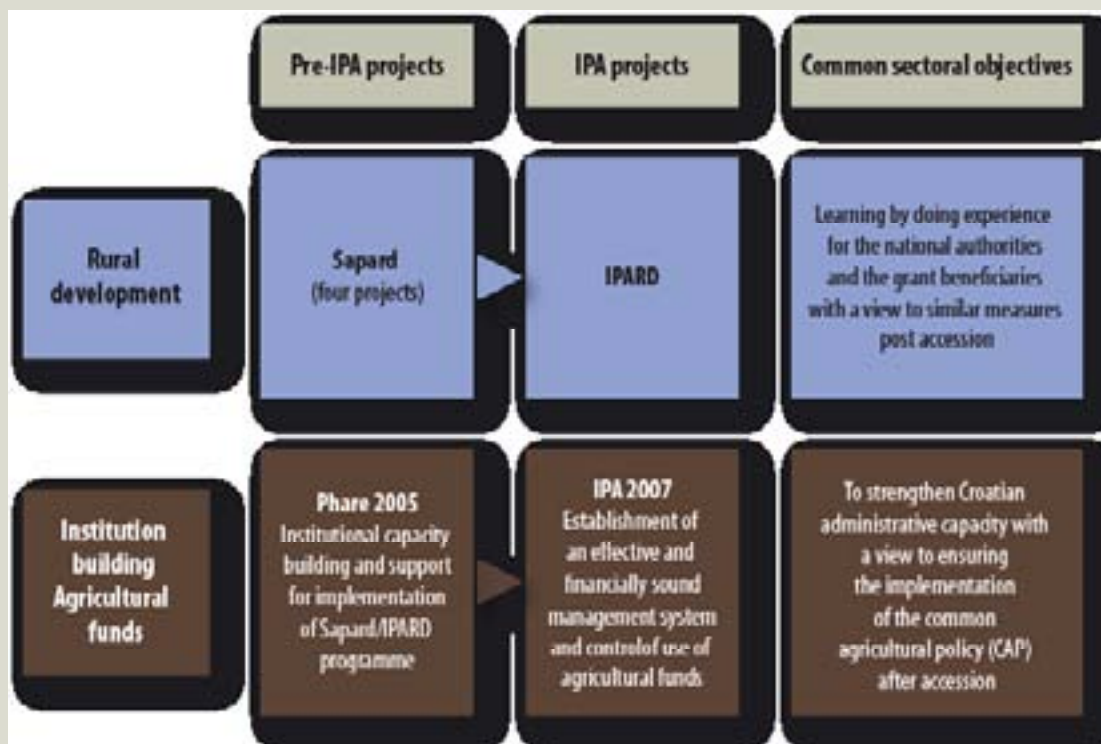 Pre-IPA projects
IPA projects
Common sectoral objectives
Rural
development
Sapard
(four projects)
IPARD
Learning by doing experience
for the national authorities
and the grant beneficiaries
with a view to similar measures
post accession
Institution
building
Agricultural
funds
Phare 2005
Institutional capacity
building and support
for implementation
of Sapard/IPARD
programme
IPA 2007
Establishment of
an effective and
financially sound
management system
and controlof use of
agricultural funds
To strengthen Croatian
administrative capacity with
a view to ensuring
the implementation
of the common
agricultural policy (CAP)
after accession